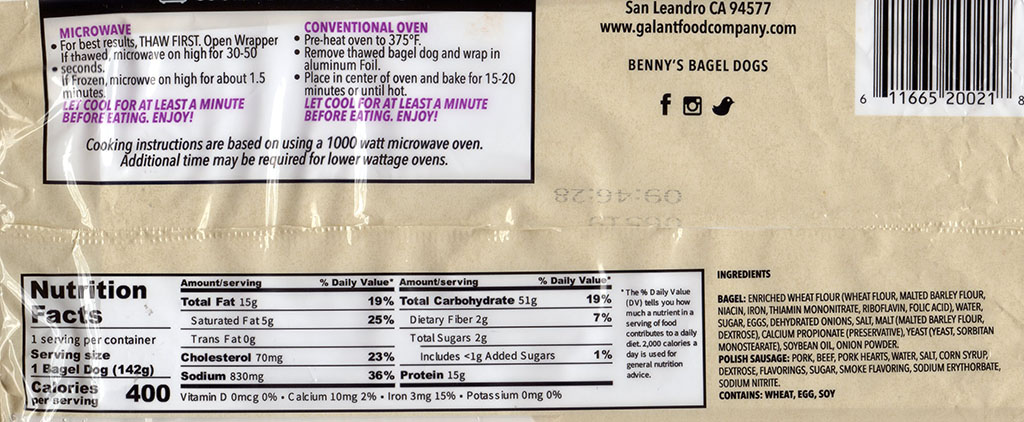 MICROWAVE
• For best results, THAW FIRST. Open Wrapper
If thawed, microwave on high for 30-50
• seconds.
If Frozen, microwve on high for about 1.5
minutes.
LET COOL FOR AT LEAST A MINUTE
BEFORE EATING. ENJOY!
CONVENTIONAL OVEN
• Pre-heat oven to 375°F.
• Remove thawed bagel dog and wrap in
aluminum Foil.
• Place in center of oven and bake for 15-20
minutes or until hot.
LET COOL FOR AT LEAST A MINUTE
BEFORE EATING. ENJOY!
Cooking instructions are based on using a 1000 watt microwave oven.
Additional time may be required for lower wattage ovens.
San Leandro CA 94577
www.galantfoodcompany.com
BENNY'S BAGEL DOGS
6 11665 20021 8
09:46:28
Nutrition
Facts
1 serving per container
Serving size
1 Bagel Dog (142g)
Calories
per serving 400
Amount/serving % Daily Value*
Total Fat 15g 19%
Saturated Fat 5g 25%
Trans Fat 0g
Cholesterol 70mg 23%
Sodium 830mg 36%
Amount/serving % Daily Value*
Total Carbohydrate 51g 19%
Dietary Fiber 2g 7%
Total Sugars 2g
Includes <1g Added Sugars 1%
Protein 15g
Vitamin D 0mcg 0% • Calcium 10mg 2% • Iron 3mg 15% • Potassium 0mg 0%
* The % Daily Value
(DV) tells you how
much a nutrient in a
serving of food
contributes to a daily
diet. 2,000 calories a
day is used for
general nutrition
advice.
INGREDIENTS
BAGEL: ENRICHED WHEAT FLOUR (WHEAT FLOUR, MALTED BARLEY FLOUR,
NIACIN, IRON, THIAMIN MONONITRATE, RIBOFLAVIN, FOLIC ACID), WATER,
SUGAR, EGGS, DEHYDRATED ONIONS, SALT, MALT (MALTED BARLEY FLOUR,
DEXTROSE), CALCIUM PROPIONATE (PRESERVATIVE), YEAST (YEAST, SORBITAN
MONOSTEARATE), SOYBEAN OIL, ONION POWDER.
POLISH SAUSAGE: PORK, BEEF, PORK HEARTS, WATER, SALT, CORN SYRUP,
DEXTROSE, FLAVORINGS, SUGAR, SMOKE FLAVORING, SODIUM ERYTHORBATE,
SODIUM NITRITE.
CONTAINS: WHEAT, EGG, SOY